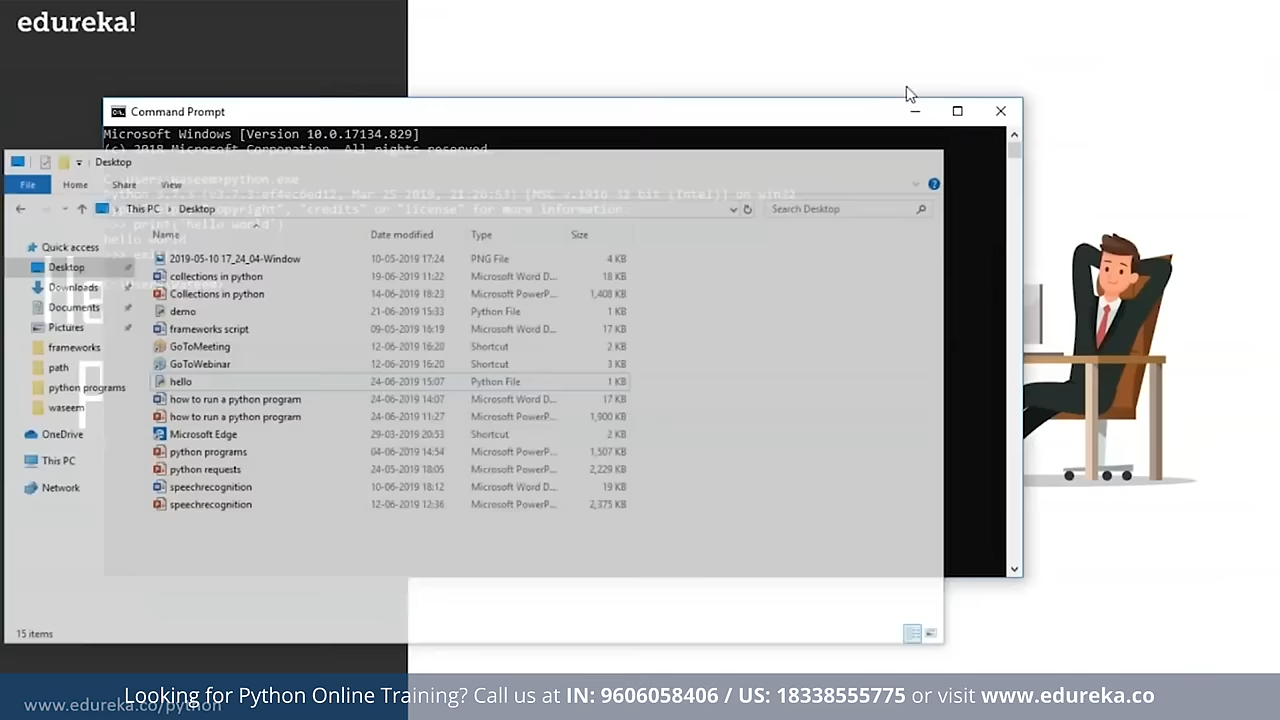 edureka!
Command Prompt
Microsoft Windows [Version 10.0.17134.829]
(c) 2018 Microsoft Corporation. All rights reserved.
Desktop
File Home Share View
This PC > Desktop
Search Desktop
Name Date modified Type Size
Quick access
Desktop
Downloads
Documents
Pictures
frameworks
path
python programs
waseem
OneDrive
This PC
Network
2019-05-10 17_24_04-Window 10-05-2019 17:24 PNG File 4 KB
collections in python 19-06-2019 11:22 Microsoft Word D... 18 KB
Collections in python 14-06-2019 18:23 Microsoft PowerP... 1,408 KB
demo 21-06-2019 15:33 Python File 1 KB
frameworks script 09-05-2019 16:19 Microsoft Word D... 17 KB
GoToMeeting 12-06-2019 16:20 Shortcut 2 KB
GoToWebinar 12-06-2019 16:20 Shortcut 3 KB
hello 24-06-2019 15:07 Python File 1 KB
how to run a python program 24-06-2019 14:07 Microsoft Word D... 17 KB
how to run a python program 24-06-2019 11:27 Microsoft PowerP... 1,900 KB
Microsoft Edge 29-03-2019 20:53 Shortcut 2 KB
python programs 04-06-2019 14:54 Microsoft PowerP... 1,507 KB
python requests 24-05-2019 18:05 Microsoft PowerP... 2,229 KB
speechrecognition 10-06-2019 18:12 Microsoft Word D... 19 KB
speechrecognition 12-06-2019 12:36 Microsoft PowerP... 2,375 KB
15 items
Looking for Python Online Training? Call us at IN: 9606058406 / US: 18338555775 or visit www.edureka.co
www.edureka.co/python